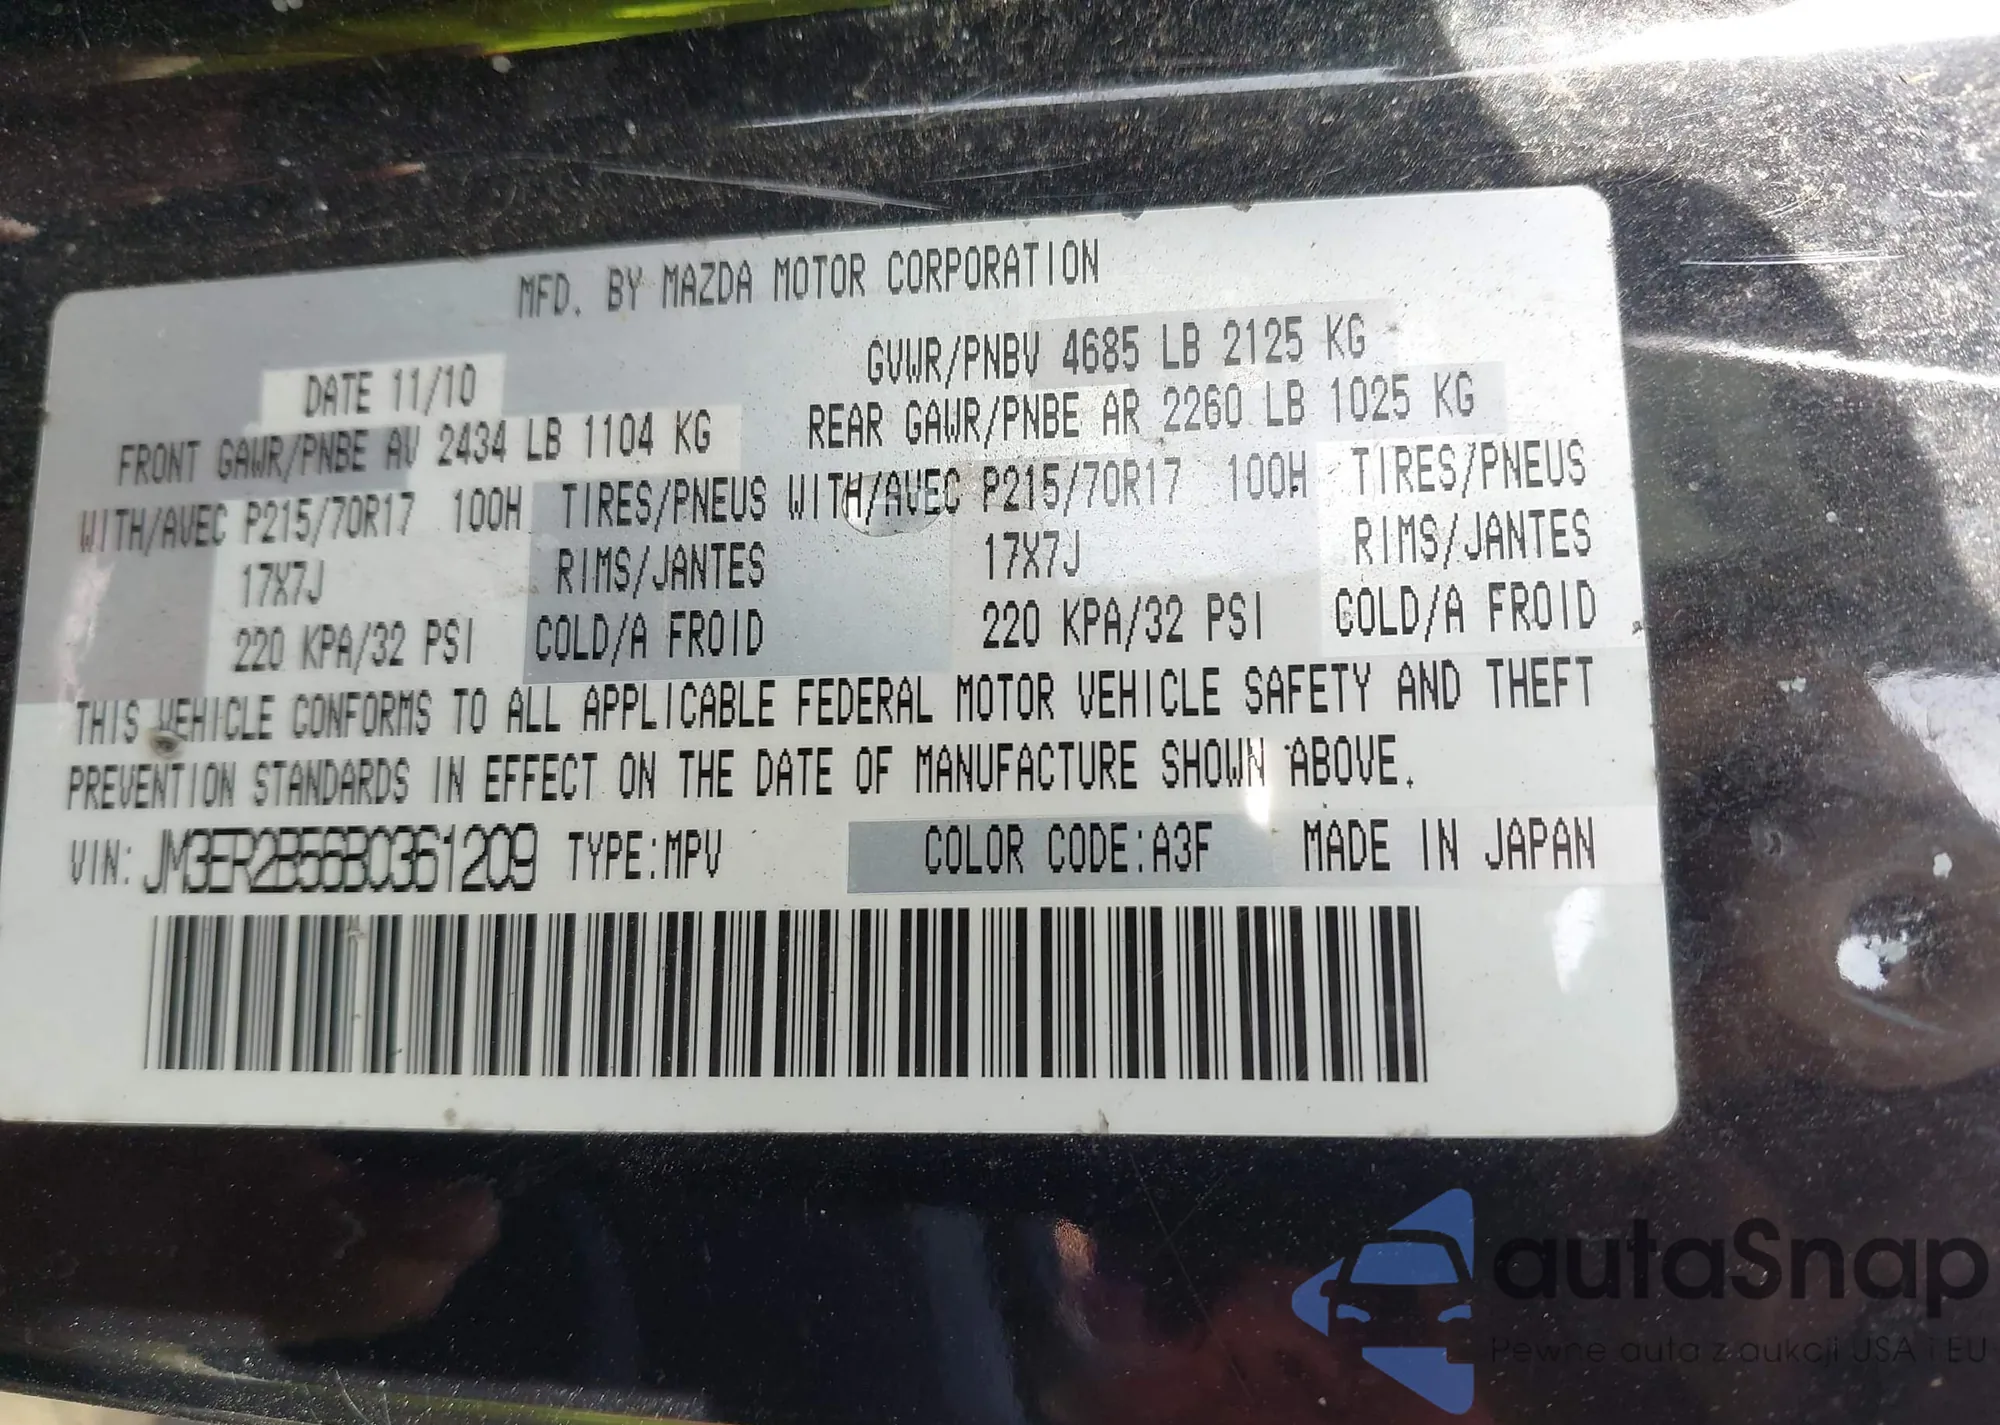 MFD. BY MAZDA MOTOR CORPORATION
DATE 11/10 GVWR/PNBV 4685 LB 2125 KG
FRONT GAWR/PNBE AV 2434 LB 1104 KG REAR GAWR/PNBE AR 2260 LB 1025 KG
WITH/AVEC P215/70R17 100H TIRES/PNEUS WITH/AVEC P215/70R17 100H TIRES/PNEUS
17X7J RIMS/JANTES 17X7J RIMS/JANTES
220 KPA/32 PSI COLD/A FROID 220 KPA/32 PSI COLD/A FROID
THIS VEHICLE CONFORMS TO ALL APPLICABLE FEDERAL MOTOR VEHICLE SAFETY AND THEFT
PREVENTION STANDARDS IN EFFECT ON THE DATE OF MANUFACTURE SHOWN ABOVE.
VIN: JM3ER2B56B0361209 TYPE:MPV COLOR CODE:A3F MADE IN JAPAN
autaSnap
Pewne auta z aukcji USA i EU